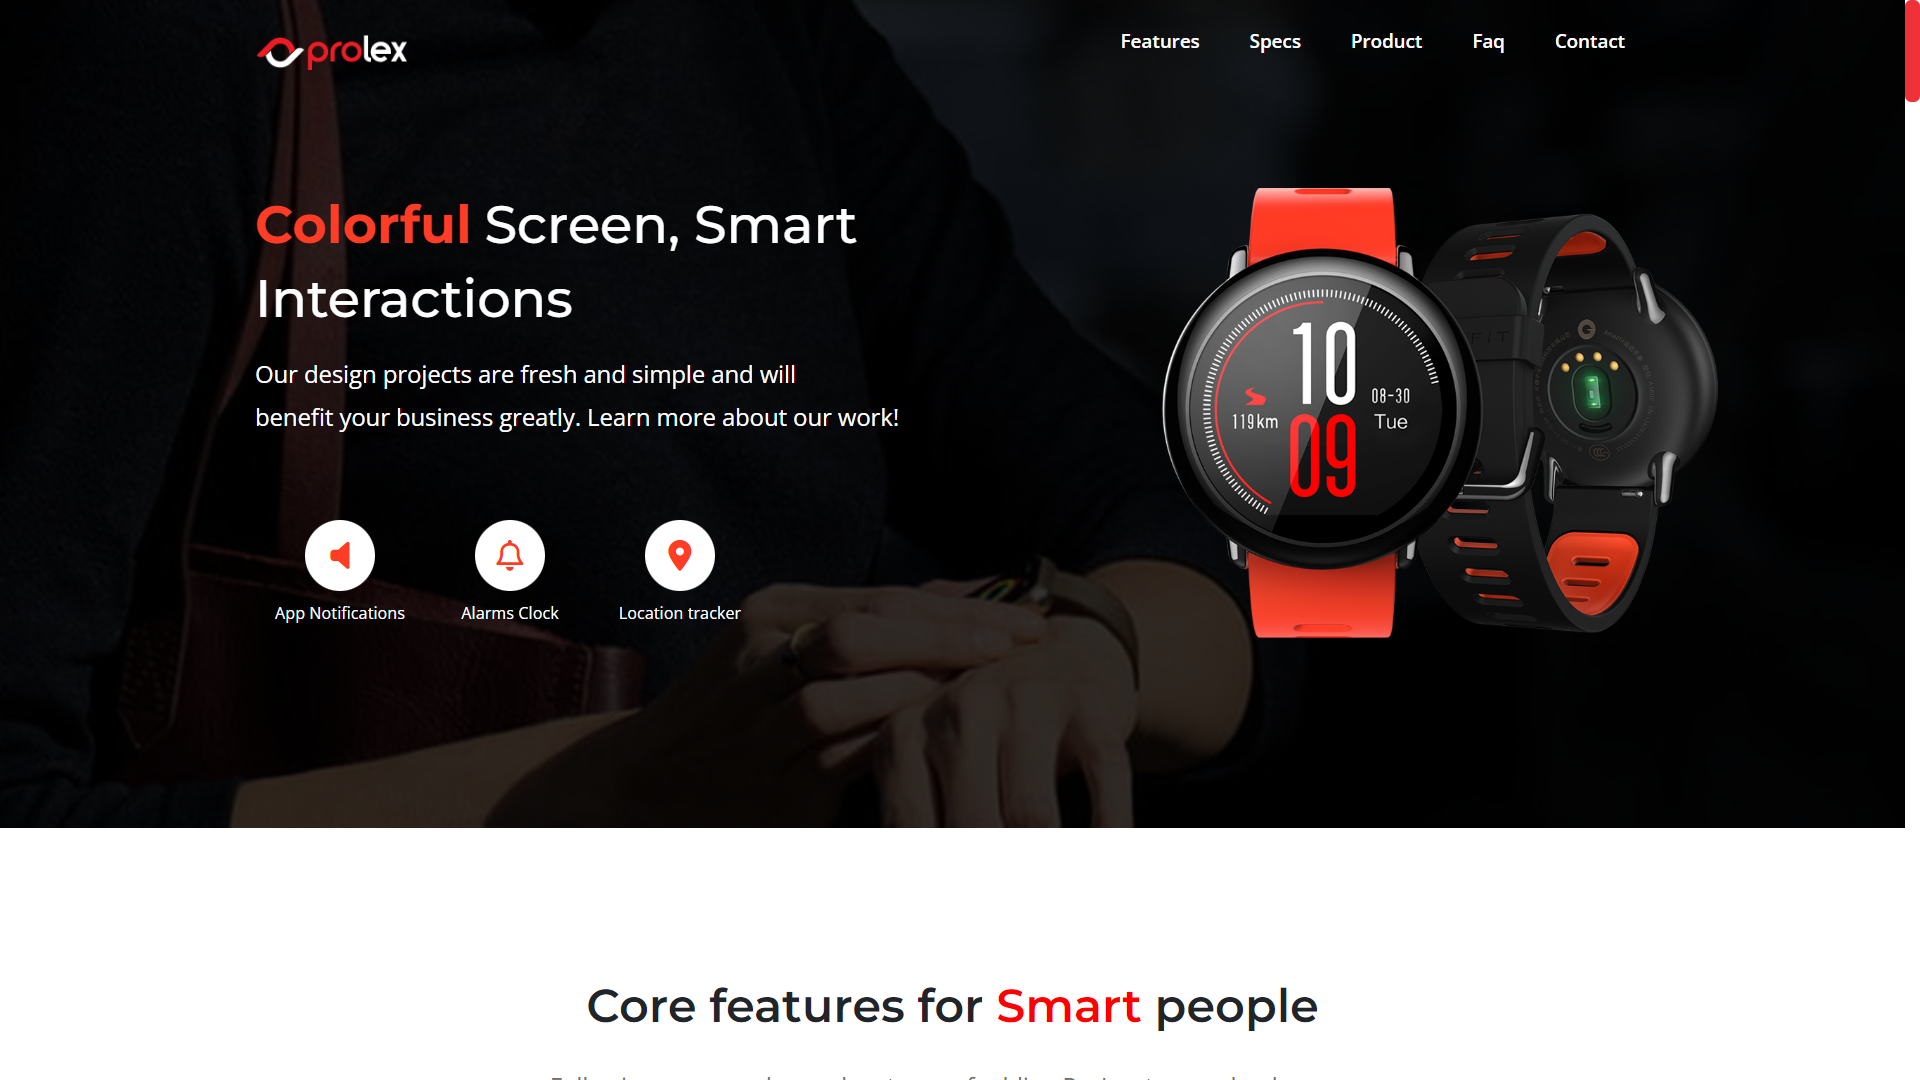 prolex
Features
Specs
Product
Faq
Contact
Colorful Screen, Smart
Interactions
Our design projects are fresh and simple and will
benefit your business greatly. Learn more about our work!
App Notifications
Alarms Clock
Location tracker
10
09
119km
08-30
Tue
FIT
Core features for Smart people